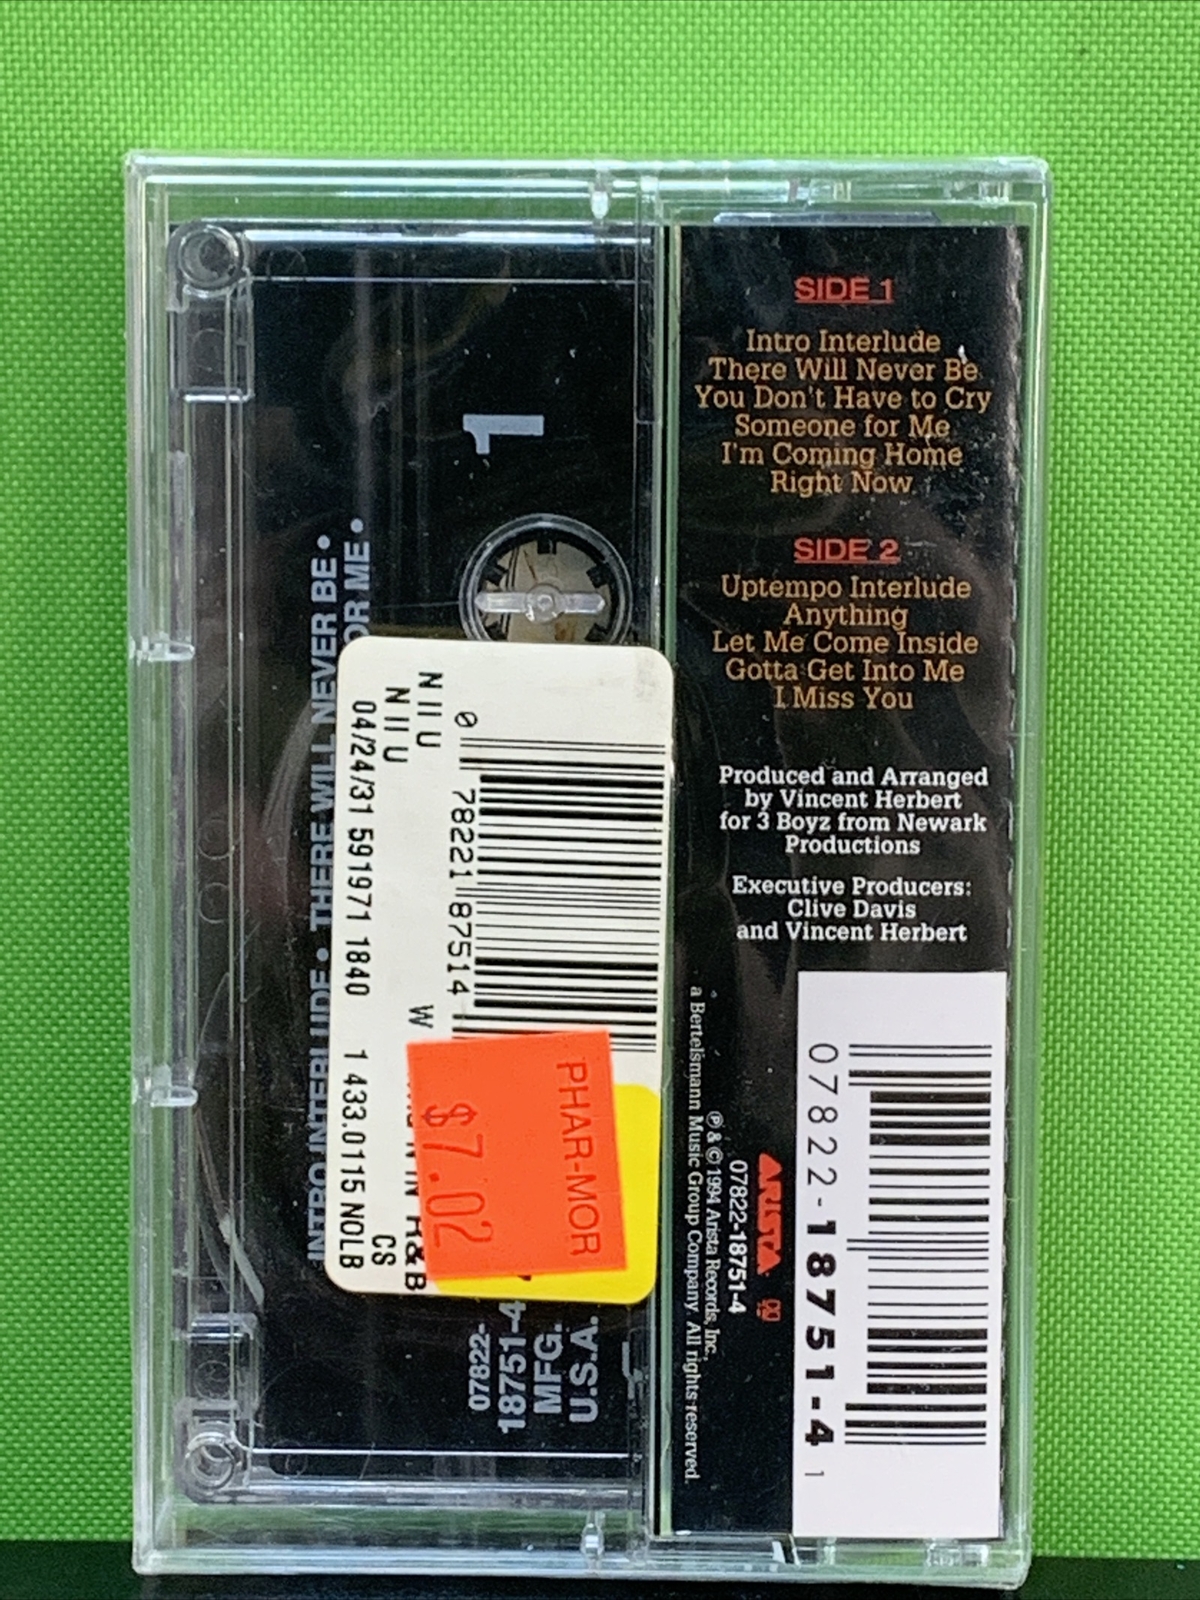 SIDE 1
Intro Interlude
There Will Never Be
You Don't Have to Cry
Someone for Me
I'm Coming Home
Right Now
SIDE 2
Uptempo Interlude
Anything
Let Me Come Inside
Gotta Get Into Me
I Miss You
Produced and Arranged
by Vincent Herbert
for 3 Boyz from Newark
Productions
Executive Producers:
Clive Davis
and Vincent Herbert
07822-18751-4 1
ARISTA
07822-18751-4
℗ & © 1994 Arista Records, Inc.,
a Bertelsmann Music Group Company. All rights reserved.
1
INTRO INTERLUDE • THERE WILL NEVER BE •
OR ME •
07822-
18751-4
MFG.
U.S.A.
0 78221 87514
N II U
N II U
04/24/31 591971 1840 1 433.0115 NOLB
W
IN R&B
CS
PHAR-MOR
$7.02